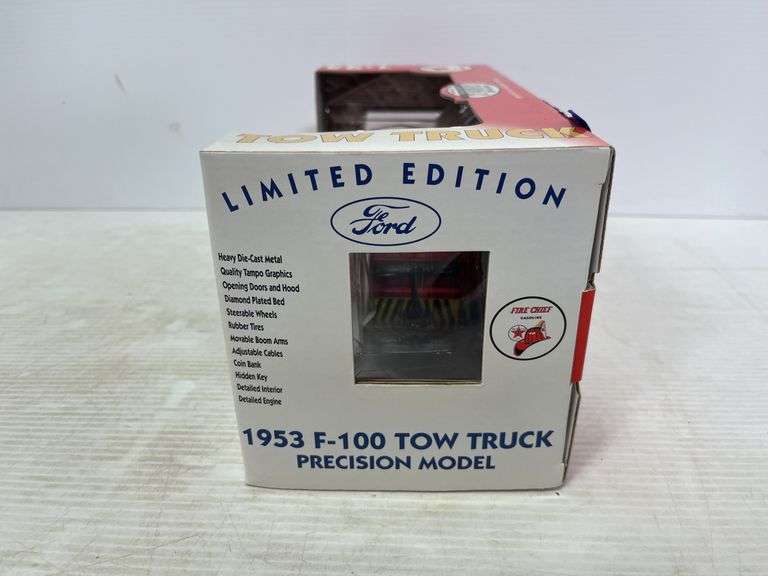 TOW TRUCK
LIMITED EDITION
Ford
Heavy Die-Cast Metal
Quality Tampo Graphics
Opening Doors and Hood
Diamond Plated Bed
Steerable Wheels
Rubber Tires
Movable Boom Arms
Adjustable Cables
Coin Bank
Hidden Key
Detailed Interior
Detailed Engine
FIRE CHIEF
GASOLINE
1953 F-100 TOW TRUCK
PRECISION MODEL